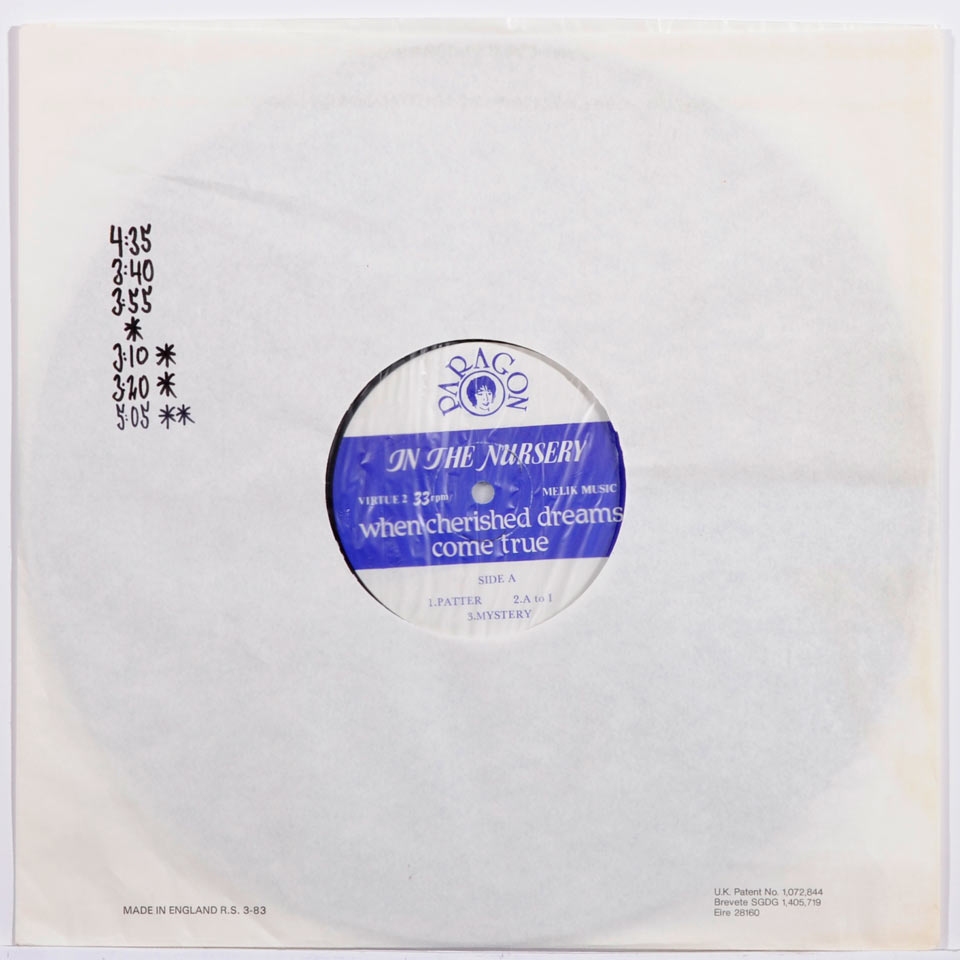 4:35
3:40
3:55
*
3:10 *
3:20 *
5:05 **
PARAGON
IN THE NURSERY
VIRTUE 2 33rpm MELIK MUSIC
when cherished dreams
come true
SIDE A
1.PATTER 2.A to I
3.MYSTERY
MADE IN ENGLAND R.S. 3-83
U.K. Patent No. 1,072,844
Brevete SGDG 1,405,719
Eire 28160